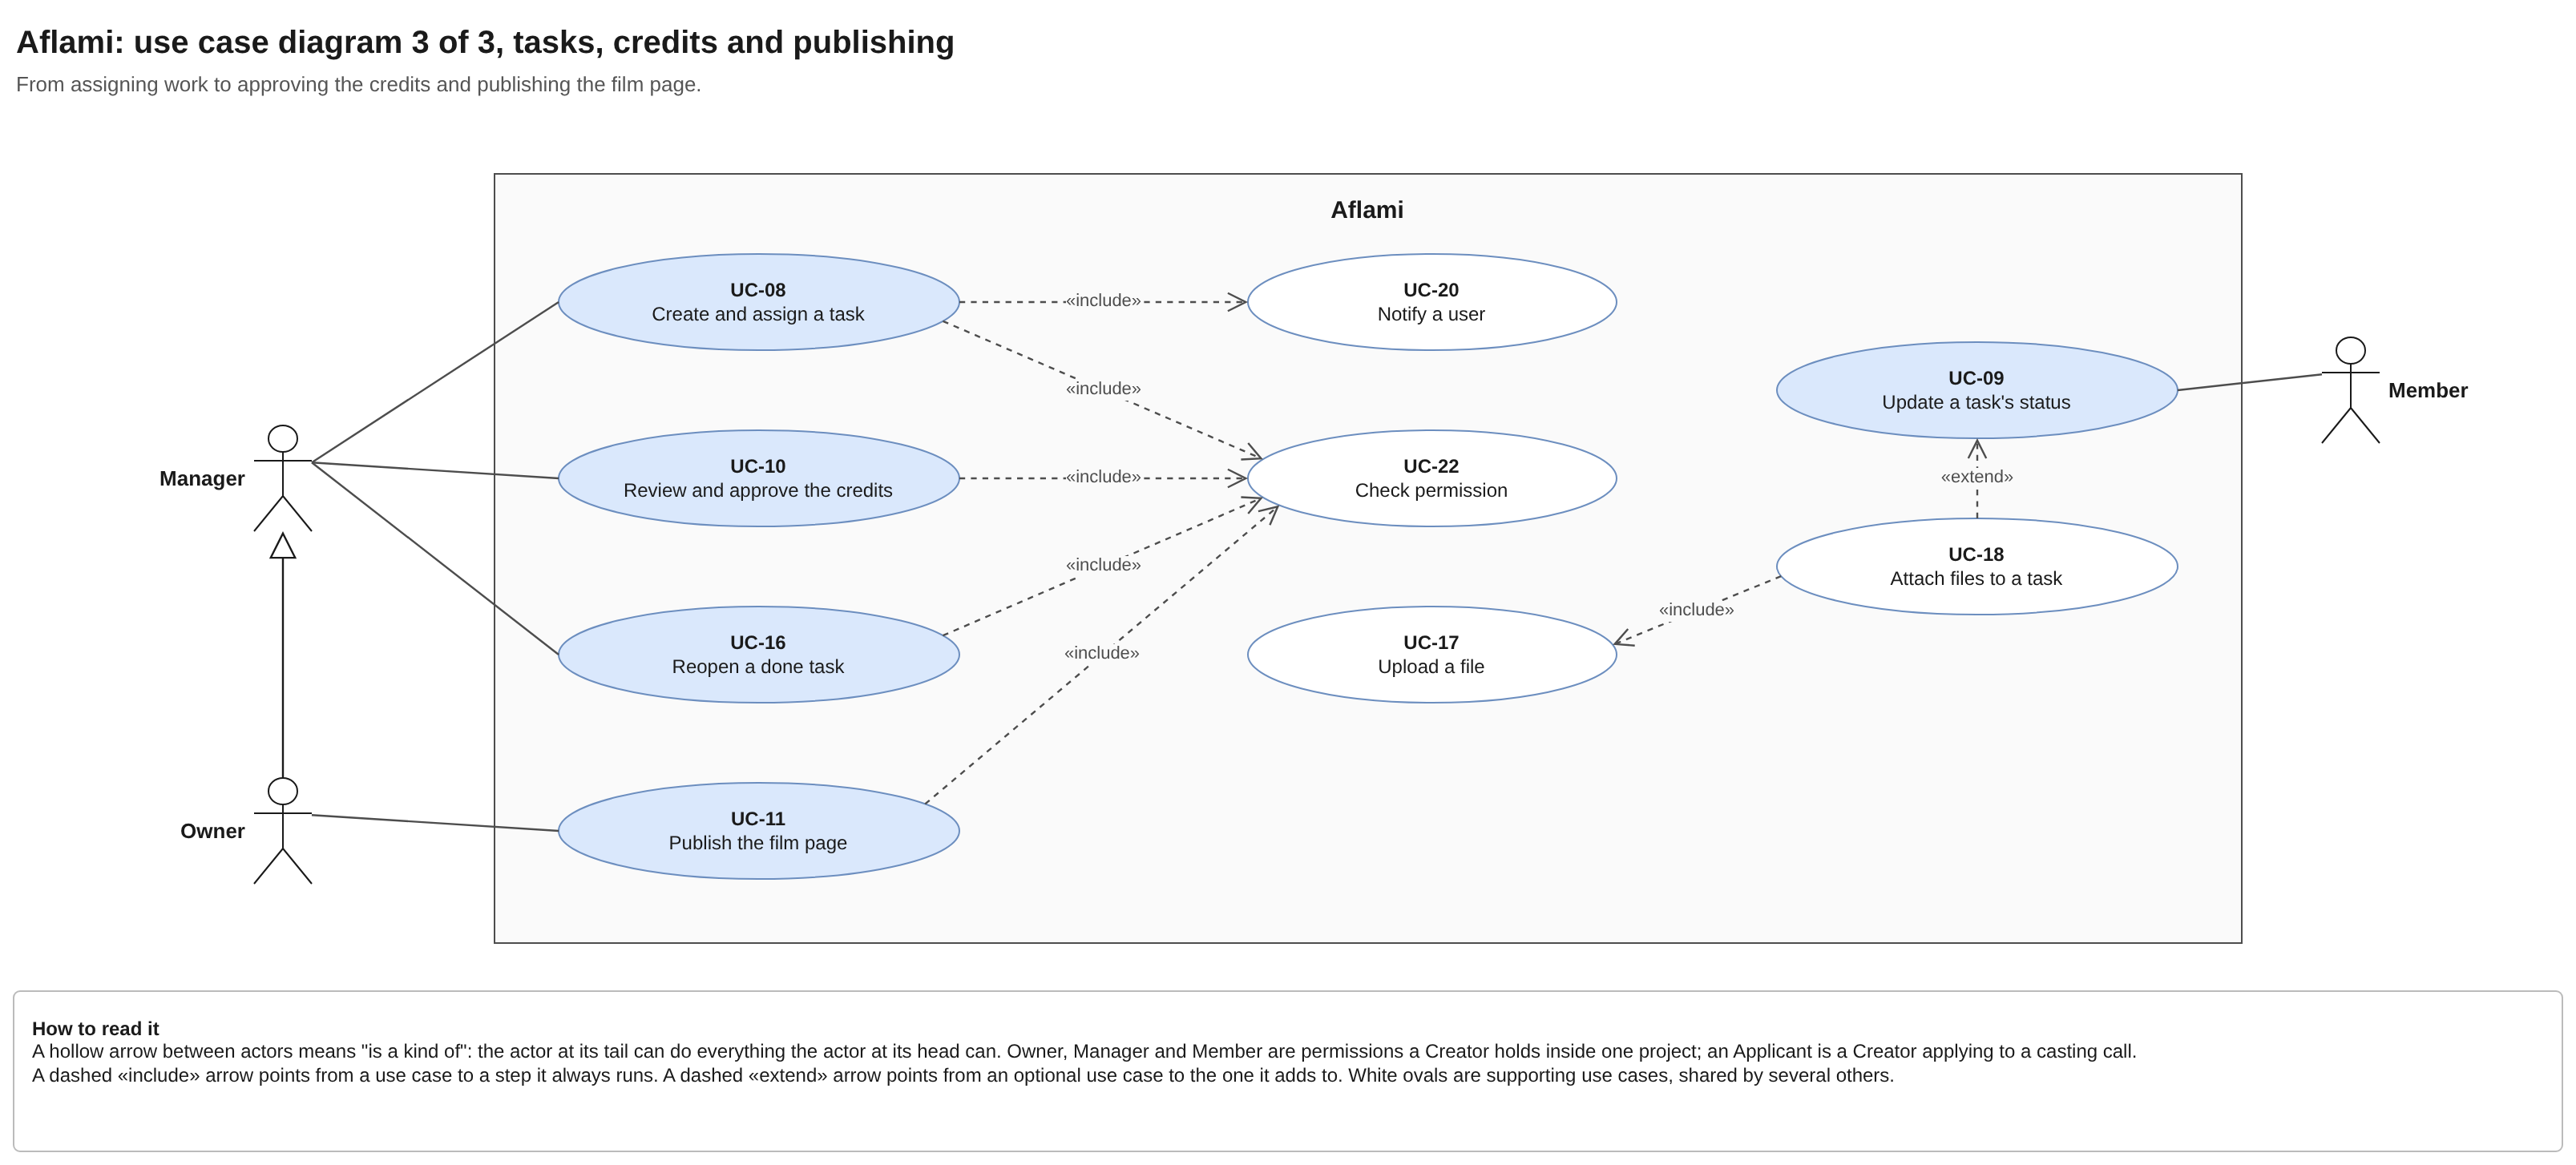 Aflami: use case diagram 3 of 3, tasks, credits and publishing
From assigning work to approving the credits and publishing the film page.
Aflami
UC-08
Create and assign a task
«include»
UC-20
Notify a user
«include»
UC-09
Update a task's status
Member
Manager
UC-10
Review and approve the credits
«include»
UC-22
Check permission
«extend»
«include»
UC-18
Attach files to a task
«include»
UC-16
Reopen a done task
«include»
UC-17
Upload a file
Owner
UC-11
Publish the film page
How to read it
A hollow arrow between actors means "is a kind of": the actor at its tail can do everything the actor at its head can. Owner, Manager and Member are permissions a Creator holds inside one project; an Applicant is a Creator applying to a casting call.
A dashed «include» arrow points from a use case to a step it always runs. A dashed «extend» arrow points from an optional use case to the one it adds to. White ovals are supporting use cases, shared by several others.